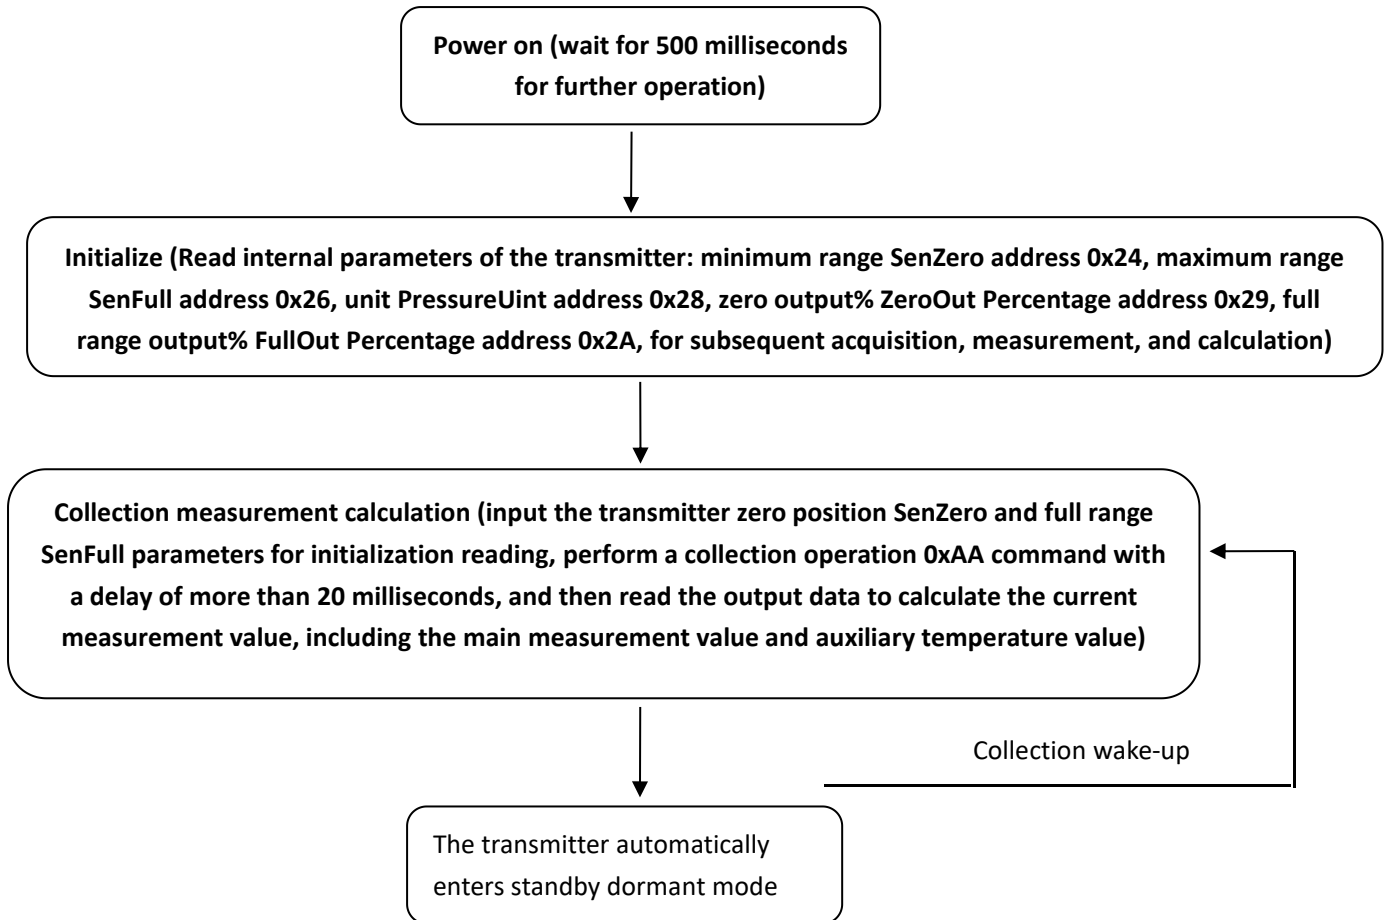 Power on (wait for 500 milliseconds
for further operation)
Initialize (Read internal parameters of the transmitter: minimum range SenZero address 0x24, maximum range
SenFull address 0x26, unit PressureUint address 0x28, zero output% ZeroOut Percentage address 0x29, full
range output% FullOut Percentage address 0x2A, for subsequent acquisition, measurement, and calculation)
Collection measurement calculation (input the transmitter zero position SenZero and full range
SenFull parameters for initialization reading, perform a collection operation 0xAA command with
a delay of more than 20 milliseconds, and then read the output data to calculate the current
measurement value, including the main measurement value and auxiliary temperature value)
Collection wake-up
The transmitter automatically
enters standby dormant mode